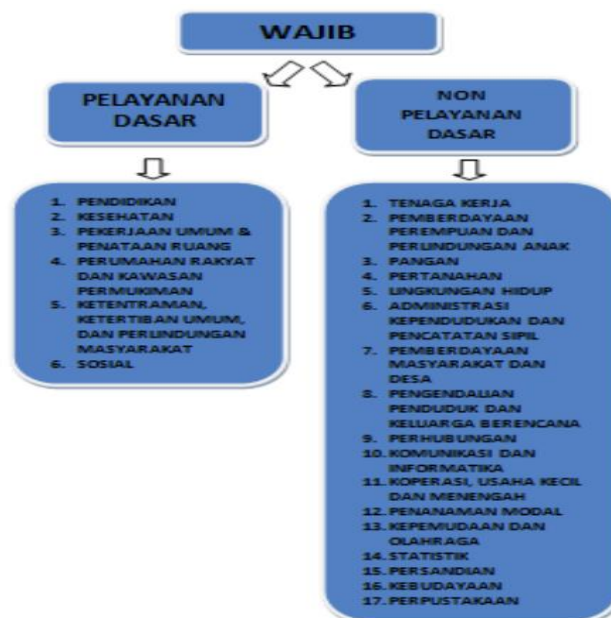 WAJIB
PELAYANAN
DASAR
NON
PELAYANAN
DASAR
1. PENDIDIKAN
2. KESEHATAN
3. PEKERJAAN UMUM &
PENATAAN RUANG
4. PERUMAHAN RAKYAT
DAN KAWASAN
PERMUKIMAN
5. KETENTRAMAN,
KETERTIBAN UMUM,
DAN PERLINDUNGAN
MASYARAKAT
6. SOSIAL
1. TENAGA KERJA
2. PEMBERDAYAAN
PEREMPUAN DAN
PERLINDUNGAN ANAK
3. PANGAN
4. PERTANAHAN
5. LINGKUNGAN HIDUP
6. ADMINISTRASI
KEPENDUDUKAN DAN
PENCATATAN SIPIL
7. PEMBERDAYAAN
MASYARAKAT DAN
DESA
8. PENGENDALIAN
PENDUDUK DAN
KELUARGA BERENCANA
9. PERHUBUNGAN
10. KOMUNIKASI DAN
INFORMATIKA
11. KOPERASI, USAHA KECIL
DAN MENENGAH
12. PENANAMAN MODAL
13. KEPEMUDAAN DAN
OLAHRAGA
14. STATISTIK
15. PERSANDIAN
16. KEBUDAYAAN
17. PERPUSTAKAAN